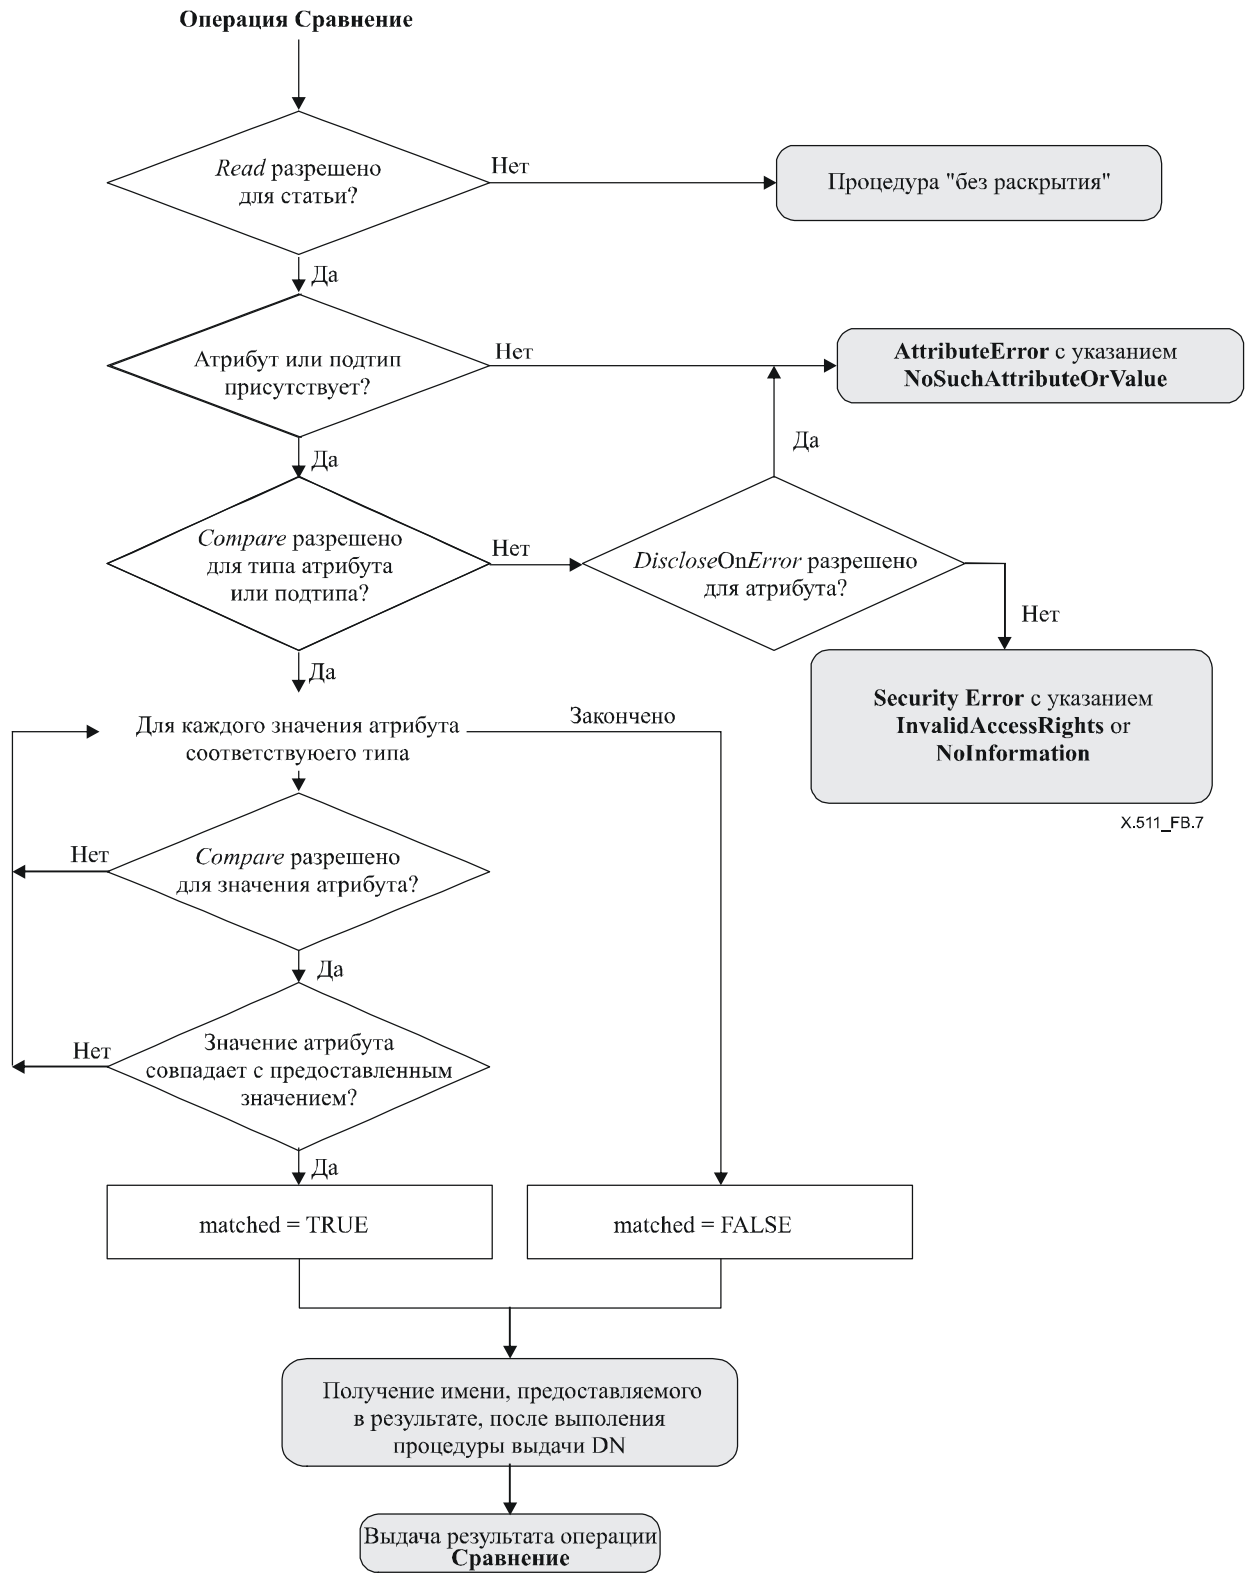 Операция Сравнение
Read разрешено
для статьи?
Нет
Процедура "без раскрытия"
Да
Атрибут или подтип
присутствует?
Нет
AttributeError с указанием
NoSuchAttributeOrValue
Да
Да
Compare разрешено
для типа атрибута
или подтипа?
Нет
DiscloseOnError разрешено
для атрибута?
Нет
Да
Security Error с указанием
InvalidAccessRights or
NoInformation
X.511_FB.7
Для каждого значения атрибута
соответствуюего типа
Закончено
Нет
Compare разрешено
для значения атрибута?
Да
Нет
Значение атрибута
совпадает с предоставленным
значением?
Да
matched = TRUE
matched = FALSE
Получение имени, предоставляемого
в результате, после выполения
процедуры выдачи DN
Выдача результата операции
Сравнение